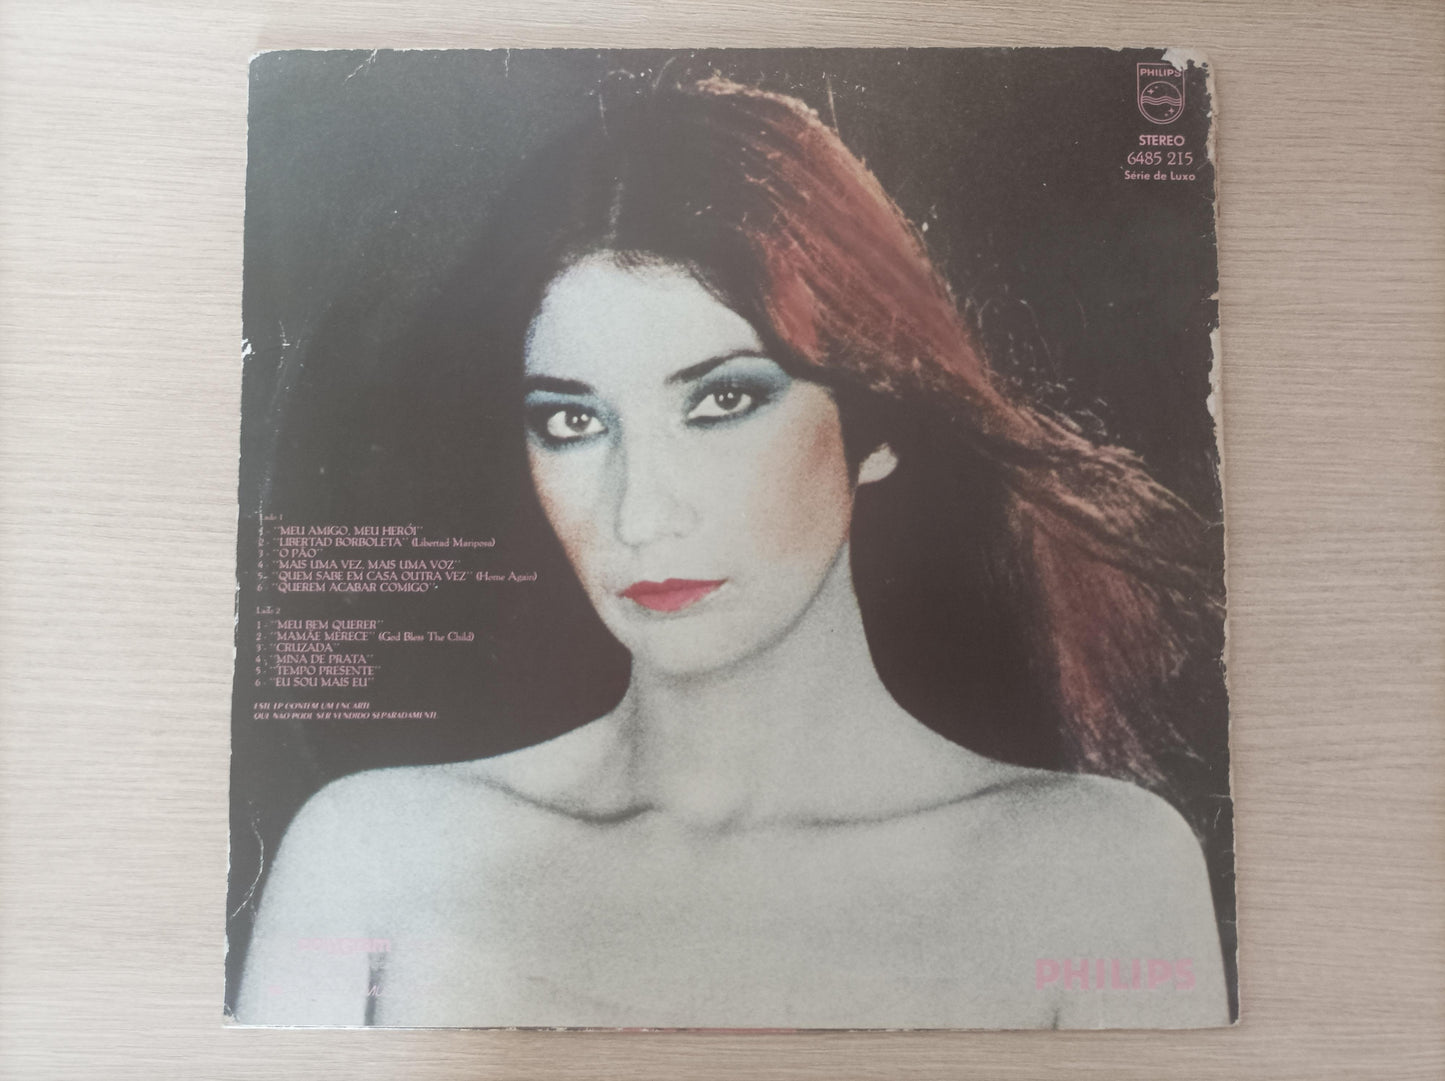 PHILIPS
STEREO
6485 215
Série de Luxo
Lado 1
1 - "MEU AMIGO, MEU HERÓI"
2 - "LIBERTAD BORBOLETA" (Libertad Mariposa)
3 - "O PÃO"
4 - "MAIS UMA VEZ, MAIS UMA VOZ"
5 - "QUEM SABE EM CASA OUTRA VEZ" (Home Again)
6 - "QUEREM ACABAR COMIGO"
Lado 2
1 - "MEU BEM QUERER"
2 - "MAMÃE MERECE" (God Bless The Child)
3 - "CRUZADA"
4 - "MINA DE PRATA"
5 - "TEMPO PRESENTE"
6 - "EU SOU MAIS EU"
ESTE LP CONTEM UM ENCARTE
QUE NAO PODE SER VENDIDO SEPARADAMENTE
polyGram
PHILIPS